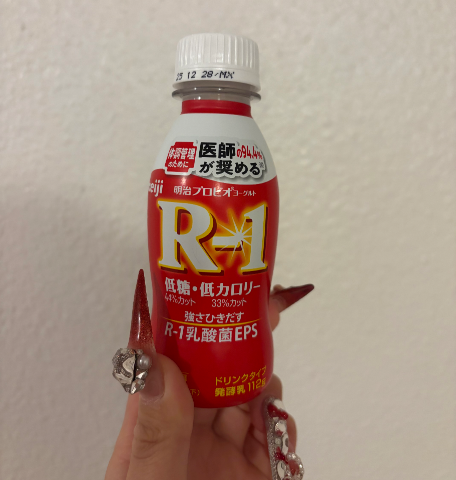 23 12 28/MX
体調管理
のために
医師の94.4%
が奨める
meiji
明治プロビオヨーグルト
R-1
低糖・低カロリー
44%カット 33%カット
強さひきだす
R-1乳酸菌EPS
ドリンクタイプ
発酵乳 112g